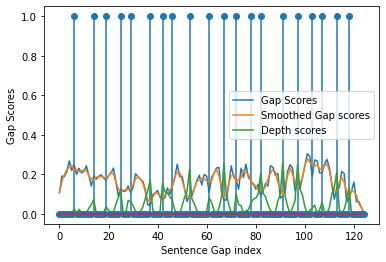 1.0
0.8
0.6
0.4
0.2
0.0
Gap Scores
Gap Scores
Smoothed Gap scores
Depth scores
0 20 40 60 80 100 120
Sentence Gap index